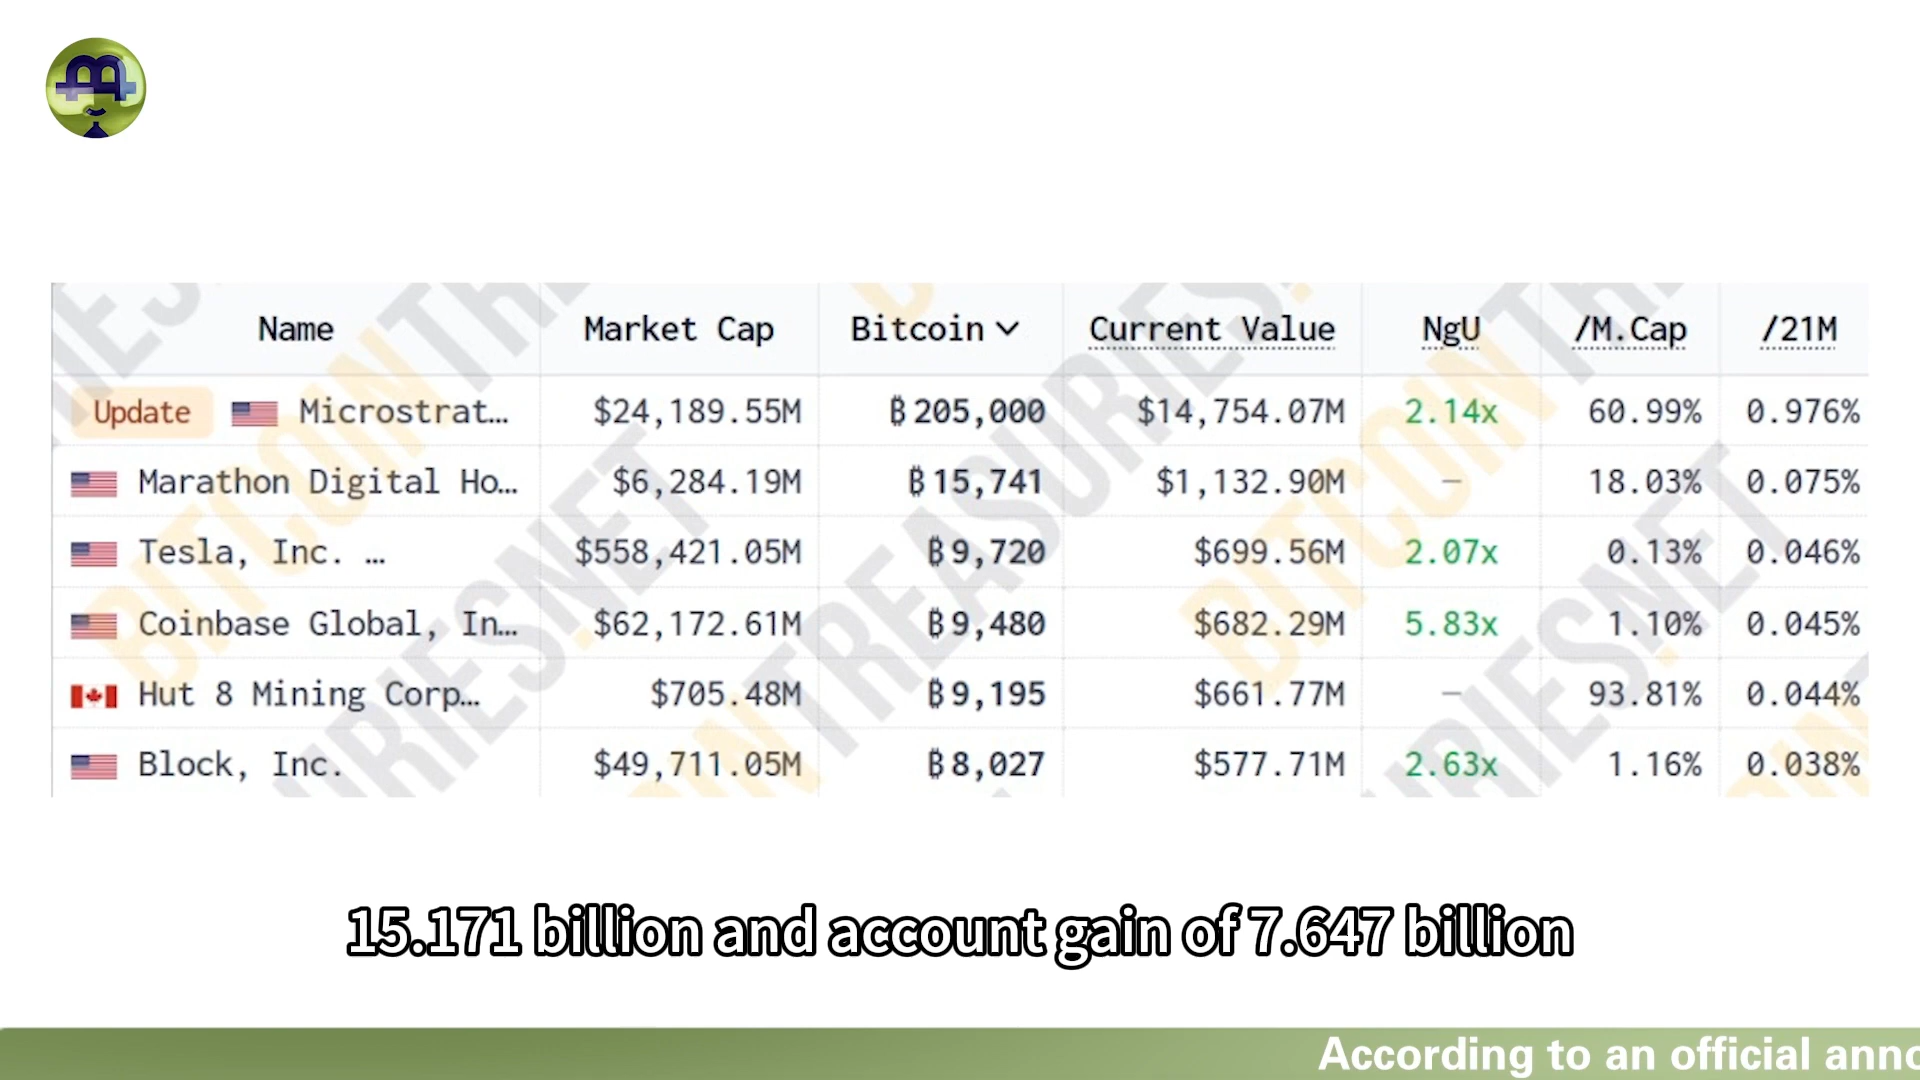 Name Market Cap Bitcoin Current Value NgU /M.Cap /21M
Update Microstrat… $24,189.55M ₿205,000 $14,754.07M 2.14x 60.99% 0.976%
Marathon Digital Ho… $6,284.19M ₿15,741 $1,132.90M – 18.03% 0.075%
Tesla, Inc. … $558,421.05M ₿9,720 $699.56M 2.07x 0.13% 0.046%
Coinbase Global, In… $62,172.61M ₿9,480 $682.29M 5.83x 1.10% 0.045%
Hut 8 Mining Corp… $705.48M ₿9,195 $661.77M – 93.81% 0.044%
Block, Inc. $49,711.05M ₿8,027 $577.71M 2.63x 1.16% 0.038%
BITCOINTREASURIES.NET
15.171 billion and account gain of 7.647 billion
According to an official anno